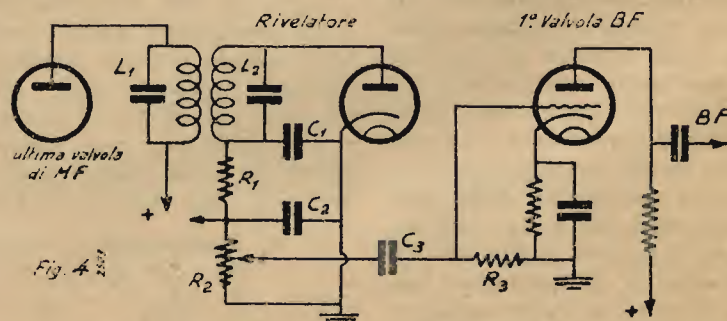 Rivelatore
1ª Valvola BF
L1
L2
C1
BF
ultima valvola
di MF
R1
+
C2
C3
Fig. 4
R2
R3
+